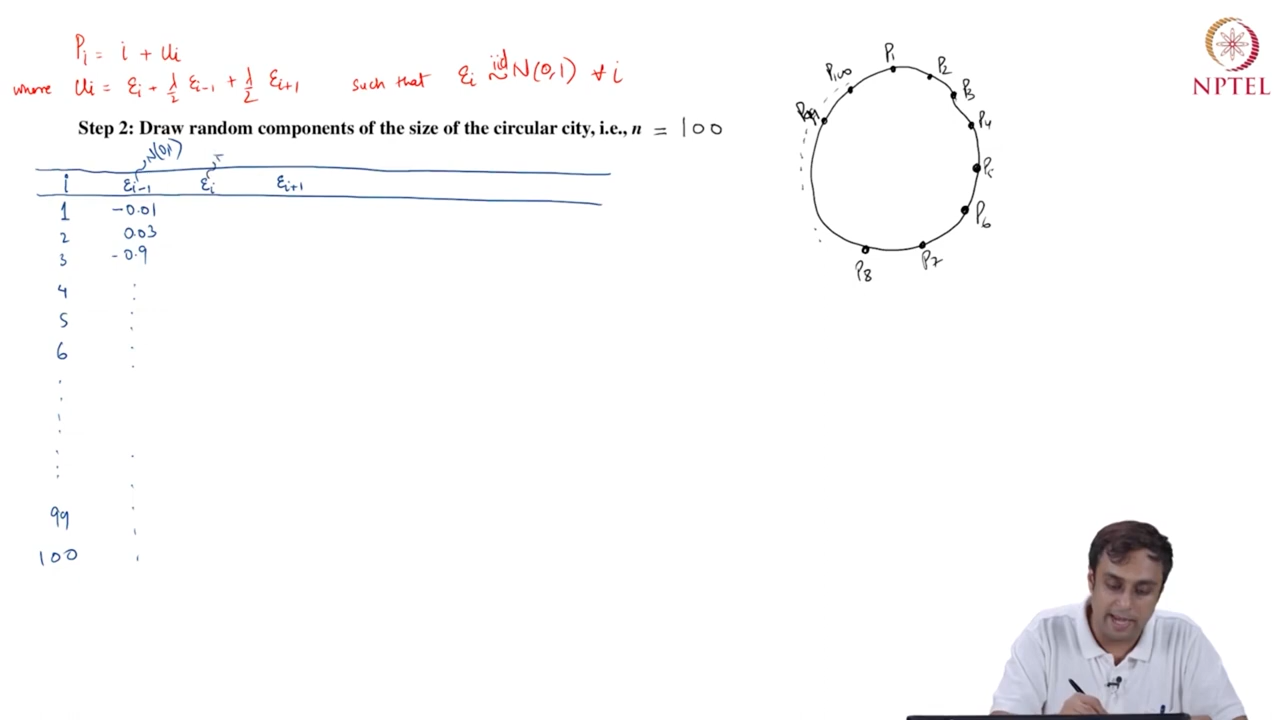 Pi = i + ui
where ui = εi + λ/2 εi-1 + λ/2 εi+1 such that εi iid~ N(0,1) ∀ i
Step 2: Draw random components of the size of the circular city, i.e., n = 100
N(0,1)
i εi-1 εi εi+1
1 -0.01
2 0.03
3 -0.9
4
5
6
99
100
P1
P2
P3
P4
P5
P6
P7
P8
P99
P100
NPTEL